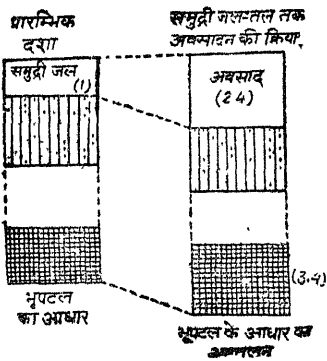 प्रारम्भिक
दशा
समुद्री जल
(1)
भूपटल
का आधार
समुद्री जल-तल तक
अवसादन की क्रिया
अवसाद
(2.4)
(3.4)
भूपटल के आधार का